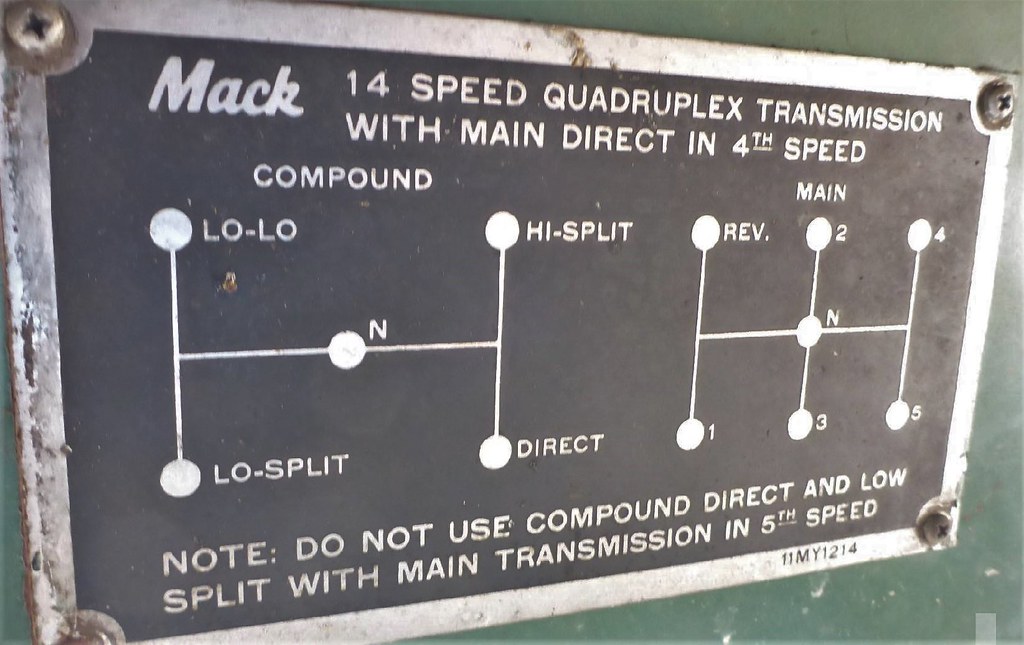 Mack 14 SPEED QUADRUPLEX TRANSMISSION
WITH MAIN DIRECT IN 4TH SPEED
COMPOUND
MAIN
LO-LO
HI-SPLIT
REV.
2
4
N
N
LO-SPLIT
DIRECT
1
3
5
NOTE: DO NOT USE COMPOUND DIRECT AND LOW
SPLIT WITH MAIN TRANSMISSION IN 5TH SPEED
11MY1214